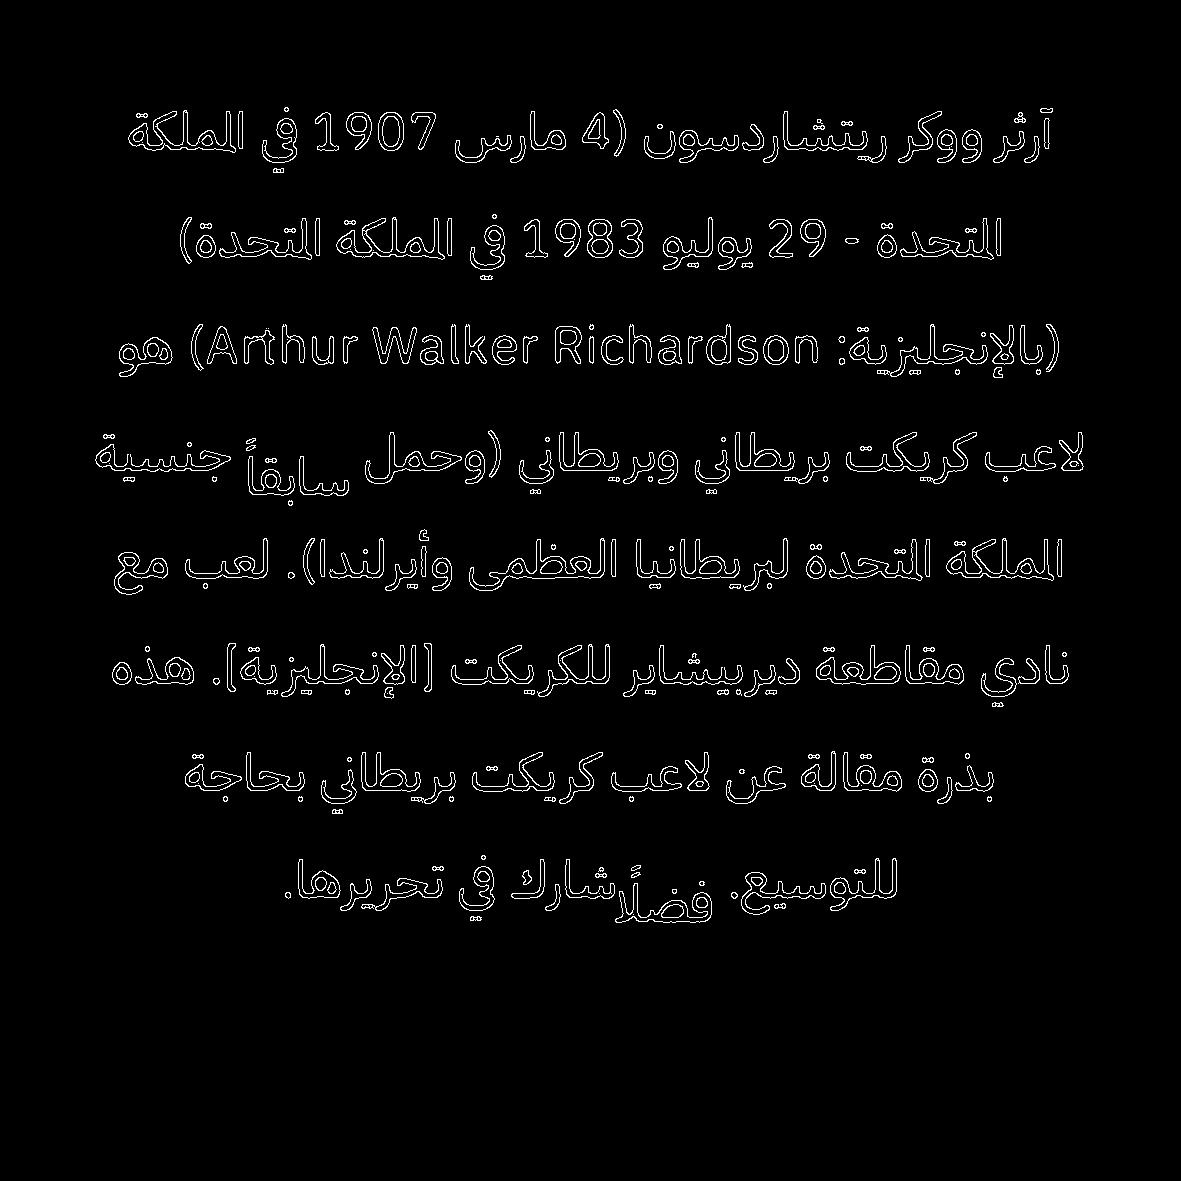 آرثر ووكر ريتشاردسون (4 مارس 1907 في المملكة
المتحدة - 29 يوليو 1983 في المملكة المتحدة)
(بالإنجليزية: Arthur Walker Richardson) هو
لاعب كريكت بريطاني وبريطاني (وحمل سابقاً جنسية
المملكة المتحدة لبريطانيا العظمى وأيرلندا). لعب مع
نادي مقاطعة ديربيشاير للكريكت [الإنجليزية]. هذه
بذرة مقالة عن لاعب كريكت بريطاني بحاجة
للتوسيع. فضلًا شارك في تحريرها.